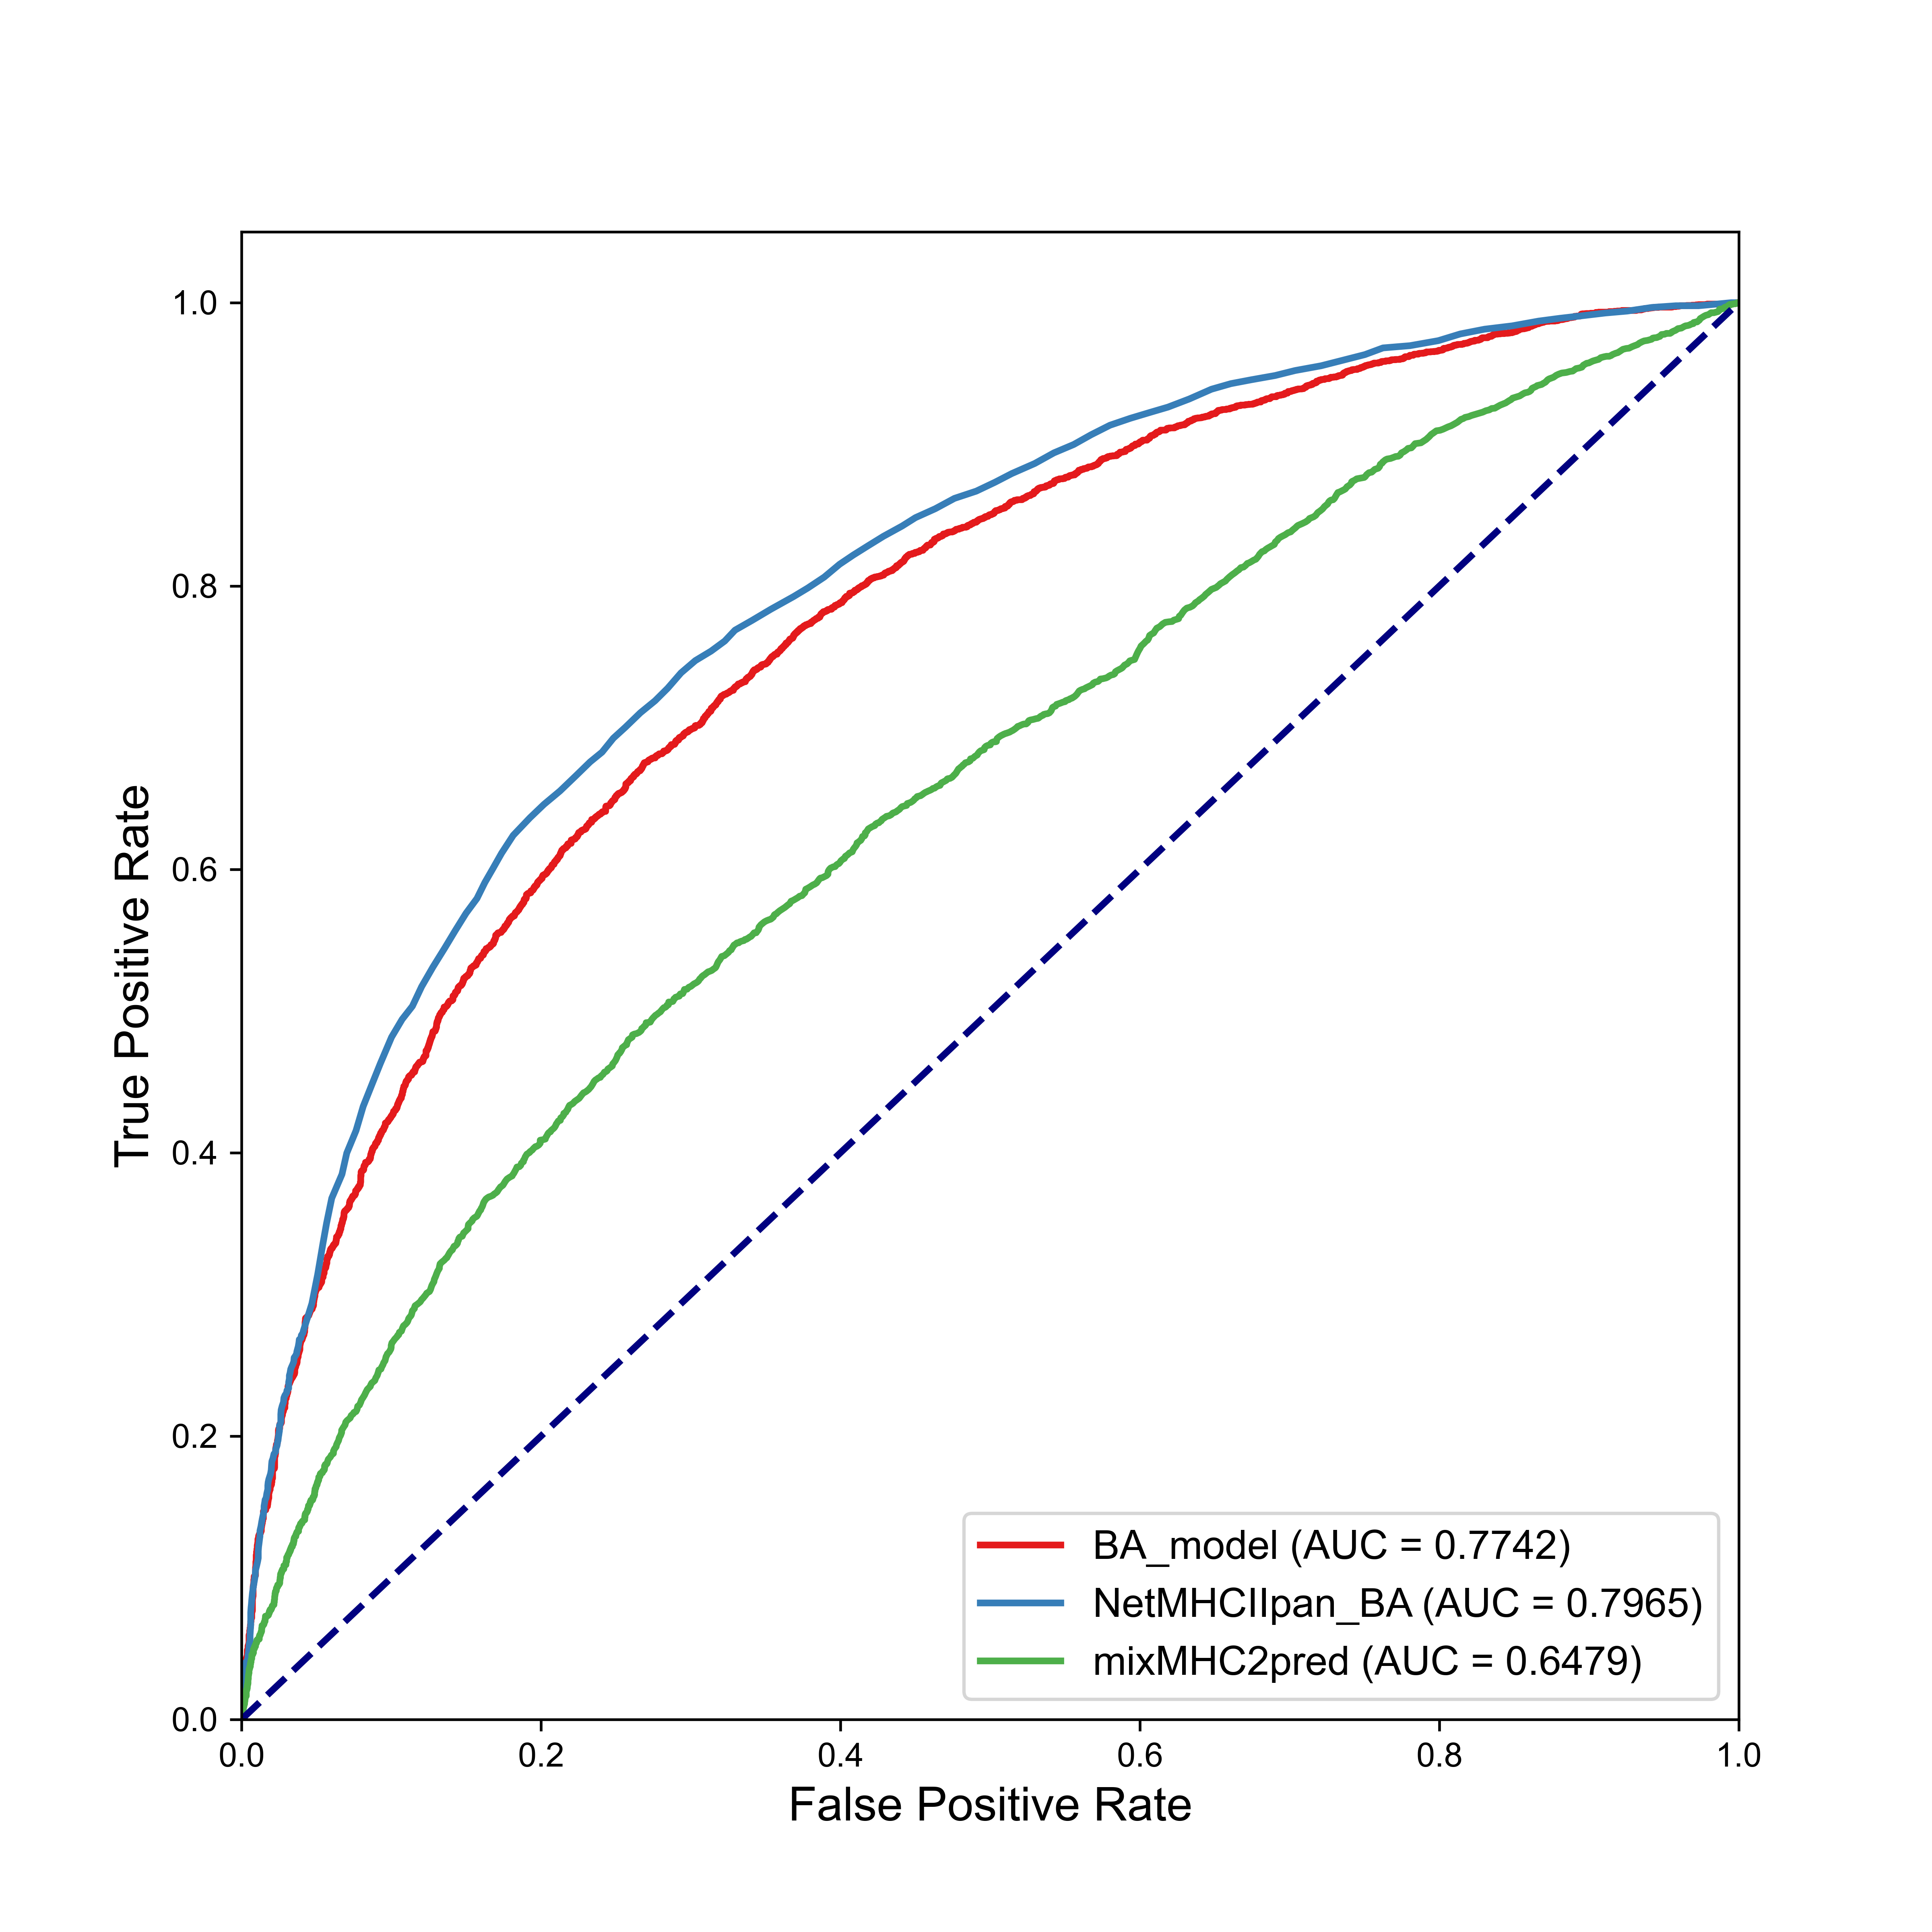 True Positive Rate
1.0
0.8
0.6
0.4
0.2
0.0
0.0 0.2 0.4 0.6 0.8 1.0
False Positive Rate
BA_model (AUC = 0.7742)
NetMHCIIpan_BA (AUC = 0.7965)
mixMHC2pred (AUC = 0.6479)